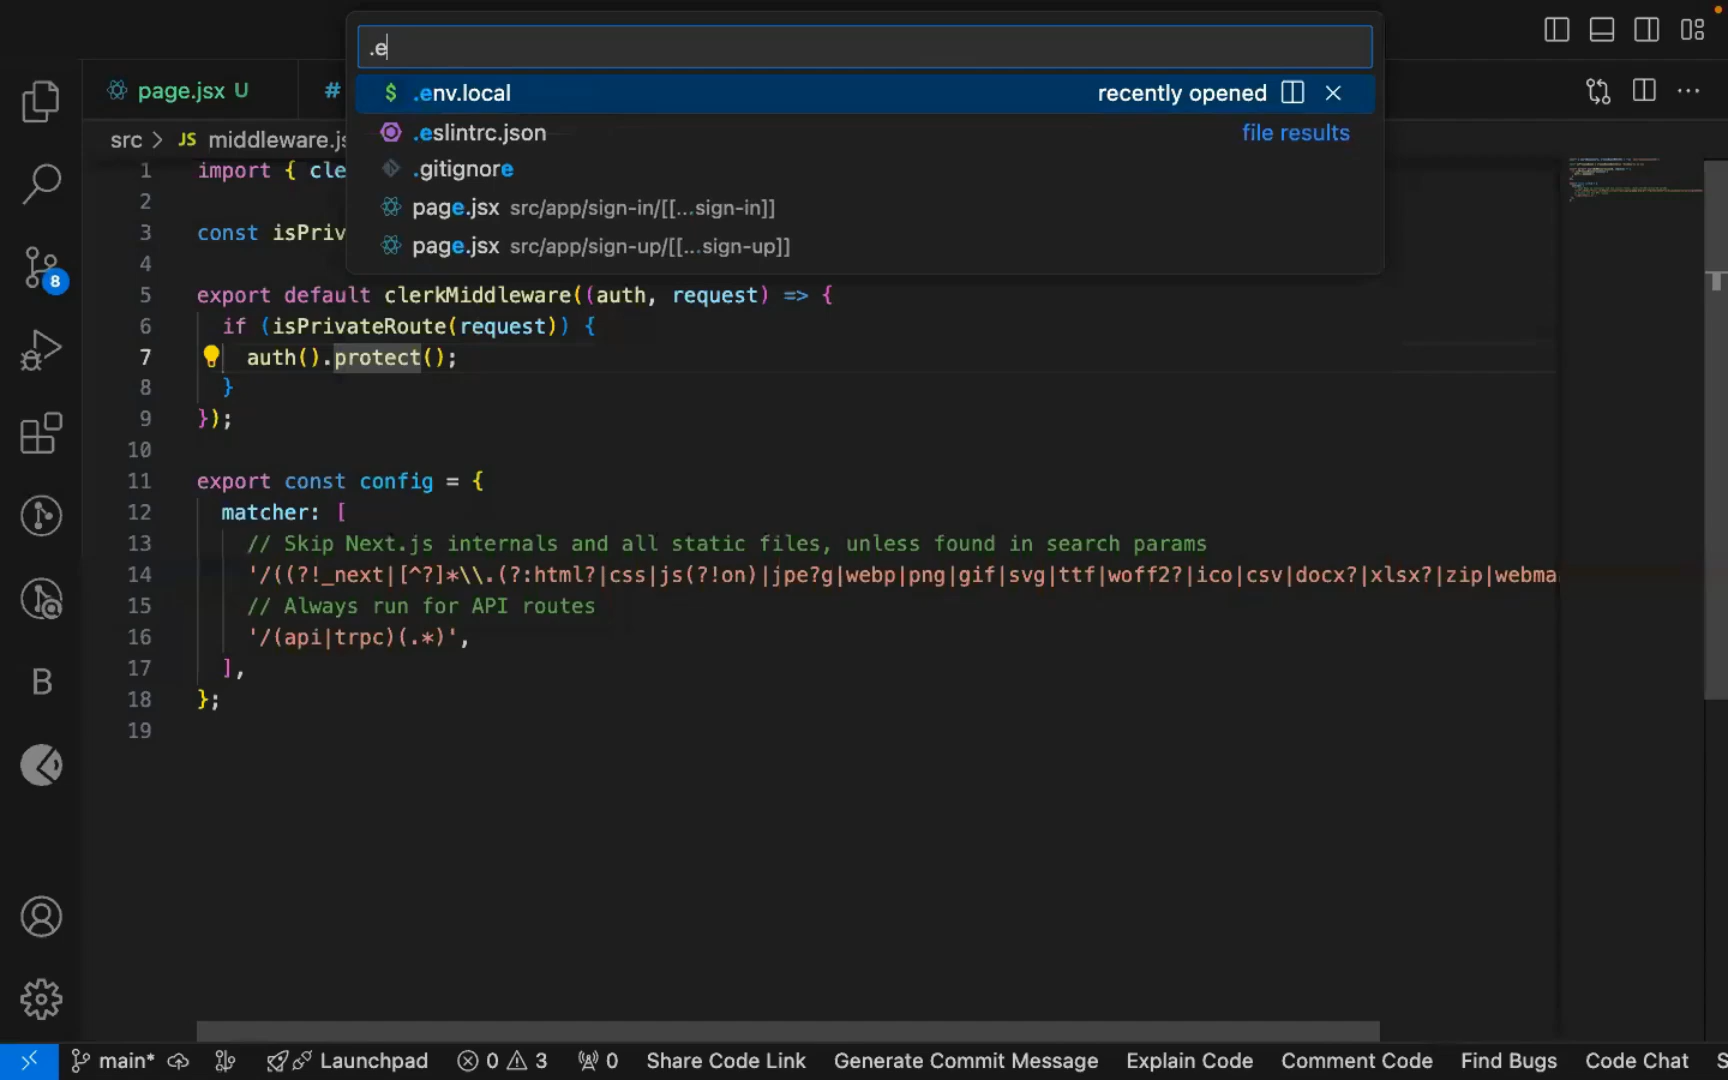 .e
$ .env.local recently opened
.eslintrc.json file results
.gitignore
page.jsx src/app/sign-in/[[...sign-in]]
page.jsx src/app/sign-up/[[...sign-up]]
page.jsx U #
src > JS middleware.js
1 import { cle
2
3 const isPriv
4
5 export default clerkMiddleware((auth, request) => {
6 if (isPrivateRoute(request)) {
7 auth().protect();
8 }
9 });
10
11 export const config = {
12 matcher: [
13 // Skip Next.js internals and all static files, unless found in search params
14 '/((?!_next|[^?]*\\.(?:html?|css|js(?!on)|jpe?g|webp|png|gif|svg|ttf|woff2?|ico|csv|docx?|xlsx?|zip|webma
15 // Always run for API routes
16 '/(api|trpc)(.*)',
17 ],
18 };
19
8
B
main* Launchpad 0 3 0 Share Code Link Generate Commit Message Explain Code Comment Code Find Bugs Code Chat S